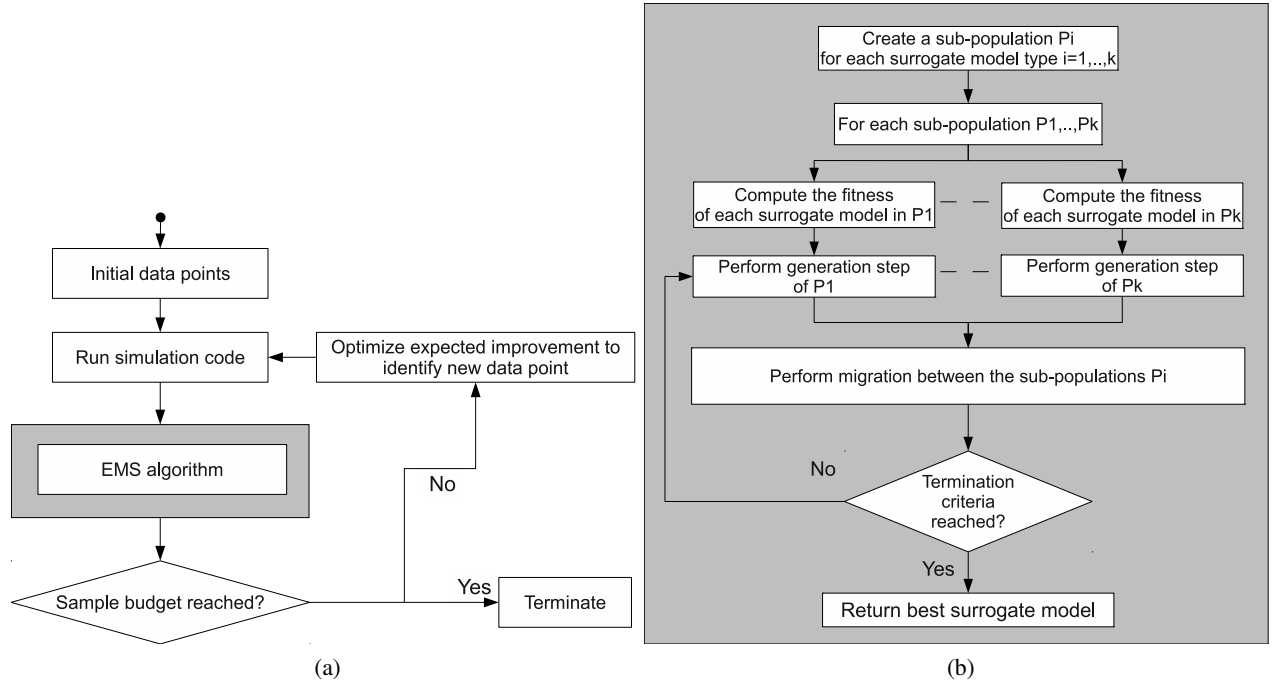 Initial data points
Run simulation code
Optimize expected improvement to
identify new data point
EMS algorithm
No
Sample budget reached?
Yes
Terminate
(a)
Create a sub-population Pi
for each surrogate model type i=1,..,k
For each sub-population P1,..,Pk
Compute the fitness
of each surrogate model in P1
Compute the fitness
of each surrogate model in Pk
Perform generation step
of P1
Perform generation step
of Pk
Perform migration between the sub-populations Pi
No
Termination
criteria
reached?
Yes
Return best surrogate model
(b)